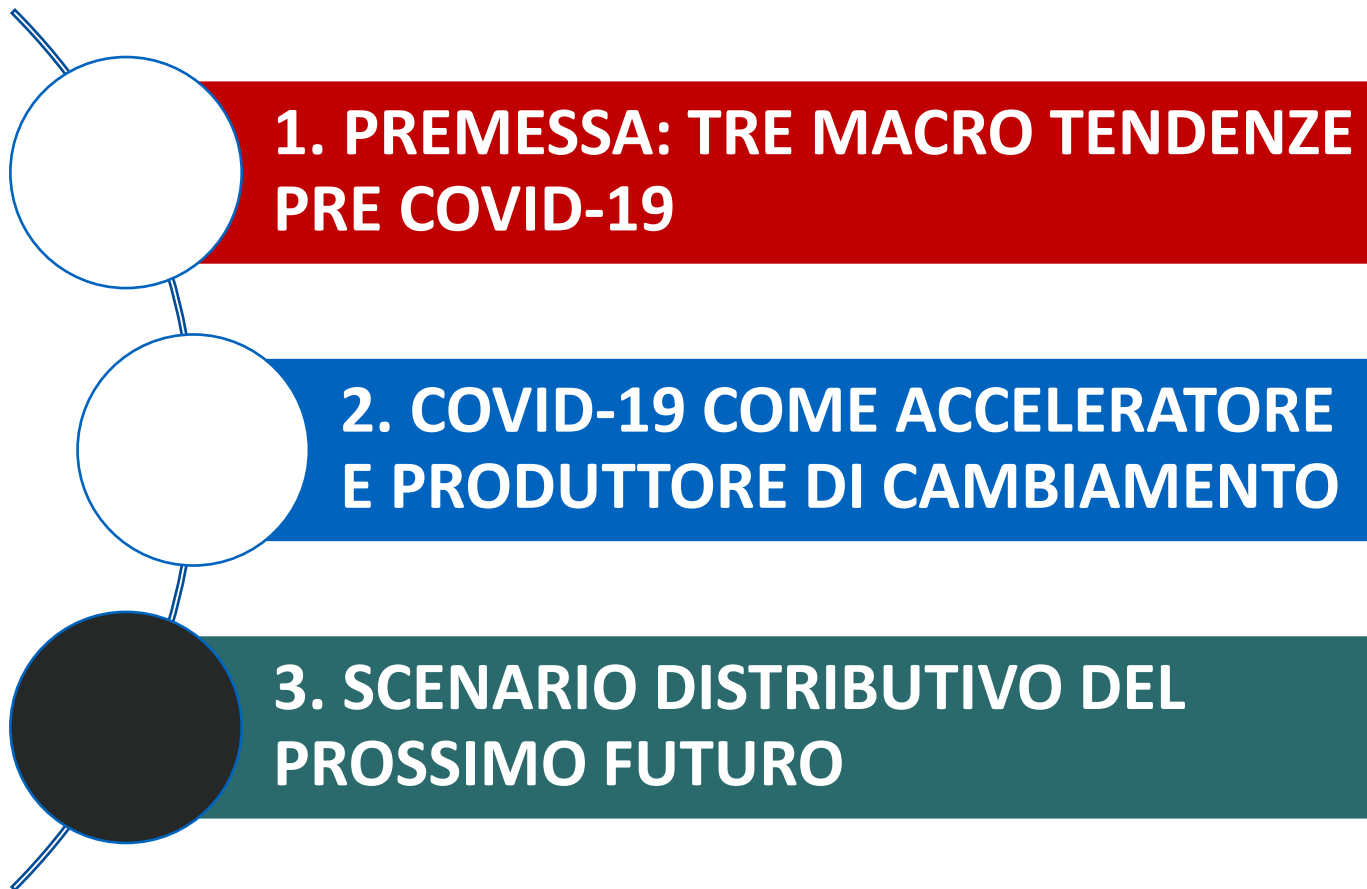 1. PREMESSA: TRE MACRO TENDENZE
PRE COVID-19
2. COVID-19 COME ACCELERATORE
E PRODUTTORE DI CAMBIAMENTO
3. SCENARIO DISTRIBUTIVO DEL
PROSSIMO FUTURO